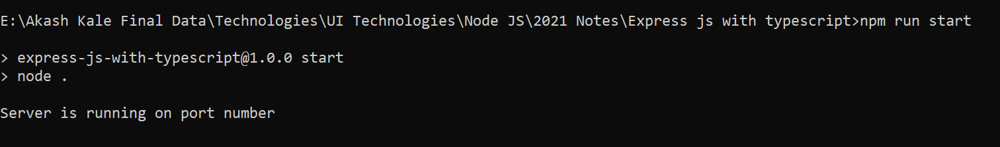 E:\Akash Kale Final Data\Technologies\UI Technologies\Node JS\2021 Notes\Express js with typescript>npm run start
> express-js-with-typescript@1.0.0 start
> node .
Server is running on port number